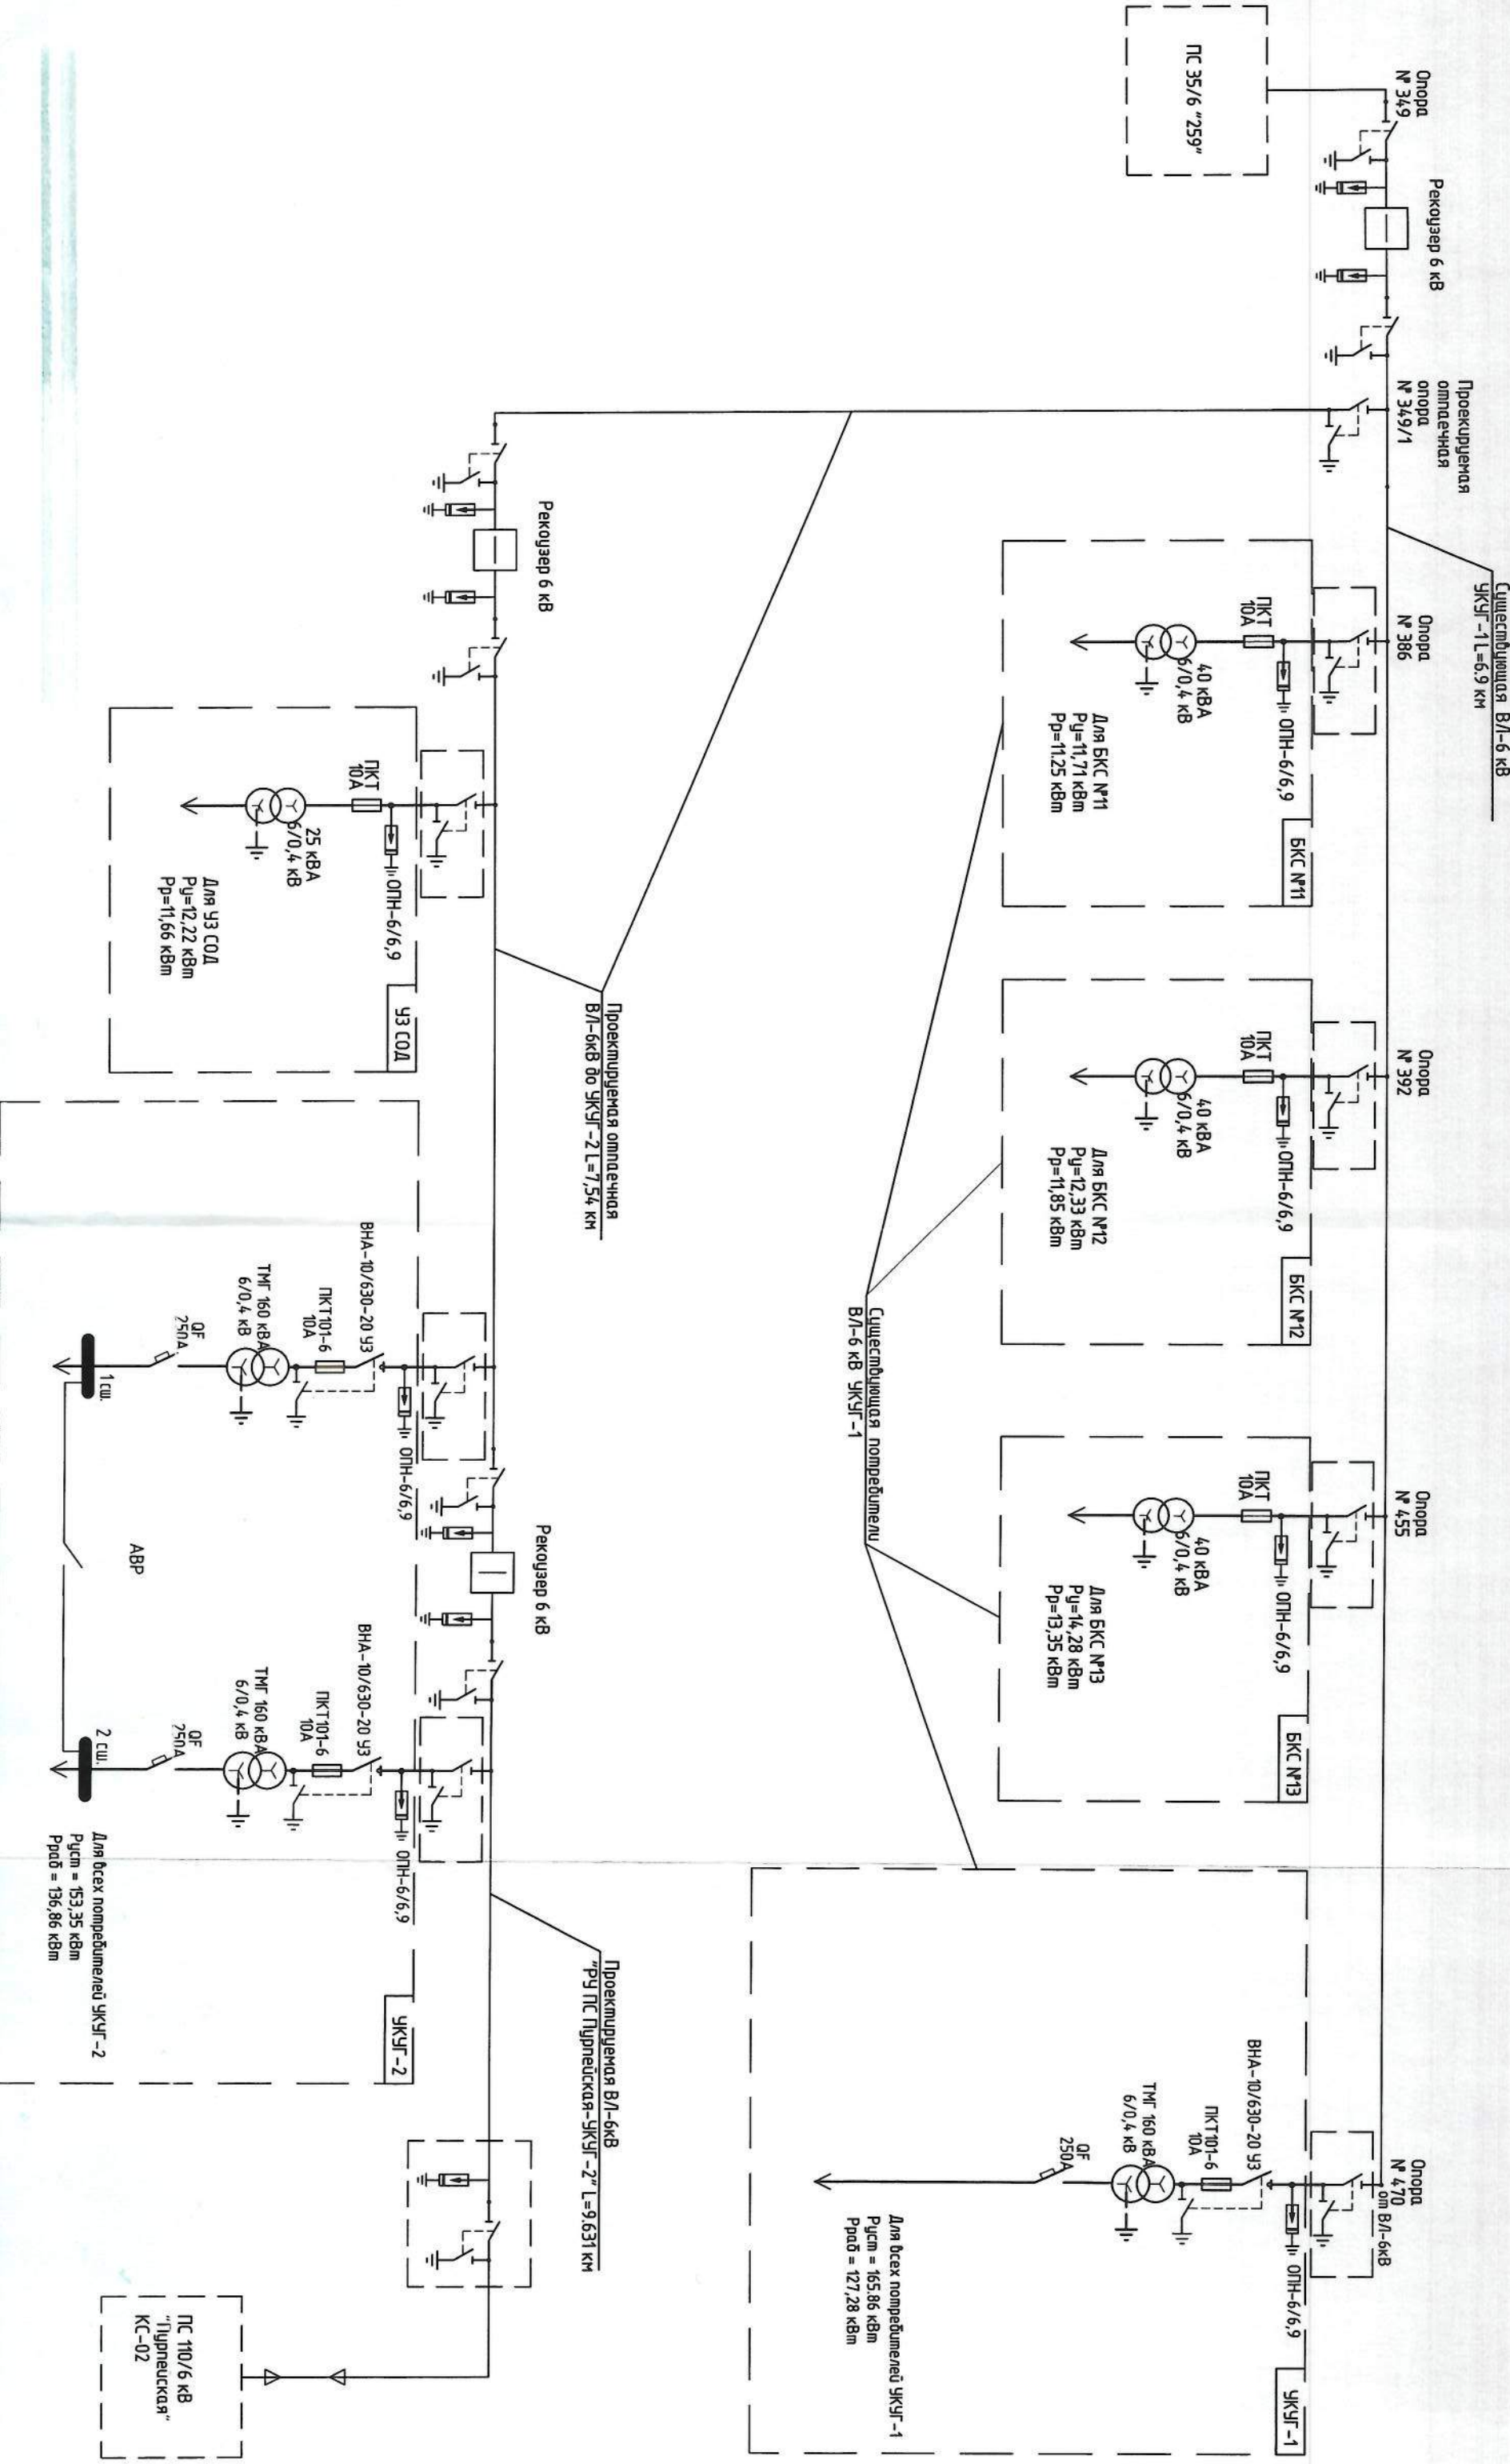 ПС 35/6 "259"
Опора
№ 349
Рекоузер 6 кВ
Проекируемая
отпаечная
опора
№ 349/1
Существующая ВЛ-6 кВ
УКУГ-1 L=6.9 км
Опора
№ 386
ПКТ
10А
ОПН-6/6,9
40 кВА
6/0,4 кВ
Для БКС №11
Ру=11,71 кВт
Рр=11.25 кВт
БКС №11
Опора
№ 392
ПКТ
10А
ОПН-6/6,9
40 кВА
6/0,4 кВ
Для БКС №12
Ру=12,33 кВт
Рр=11,85 кВт
БКС №12
Опора
№ 455
ПКТ
10А
ОПН-6/6,9
40 кВА
6/0,4 кВ
Для БКС №13
Ру=14,28 кВт
Рр=13,35 кВт
БКС №13
Существующая потребители
ВЛ-6 кВ УКУГ-1
Опора
№ 470
от ВЛ-6кВ
ОПН-6/6,9
ВНА-10/630-20 У3
ПКТ101-6
10А
ТМГ 160 кВА
6/0,4 кВ
QF
250А
Для всех потребителей УКУГ-1
Руст = 165.86 кВт
Рраб = 127,28 кВт
УКУГ-1
Рекоузер 6 кВ
ПКТ
10А
ОПН-6/6,9
25 кВА
6/0,4 кВ
Для УЗ СОД
Ру=12,22 кВт
Рр=11,66 кВт
УЗ СОД
Проектируемая отпаечная
ВЛ-6кВ до УКУГ-2 L=7,54 км
ОПН-6/6,9
ВНА-10/630-20 У3
ПКТ101-6
10А
ТМГ 160 кВА
6/0,4 кВ
QF
250А
1 сш.
АВР
Рекоузер 6 кВ
ОПН-6/6,9
ВНА-10/630-20 У3
ПКТ101-6
10А
ТМГ 160 кВА
6/0,4 кВ
QF
250А
2 сш.
Для всех потребителей УКУГ-2
Руст = 153,35 кВт
Рраб = 136,86 кВт
УКУГ-2
Проектируемая ВЛ-6кВ
"РУ ПС Пурпейская-УКУГ-2" L=9.631 км
ПС 110/6 кВ
"Пурпейская"
КС-02